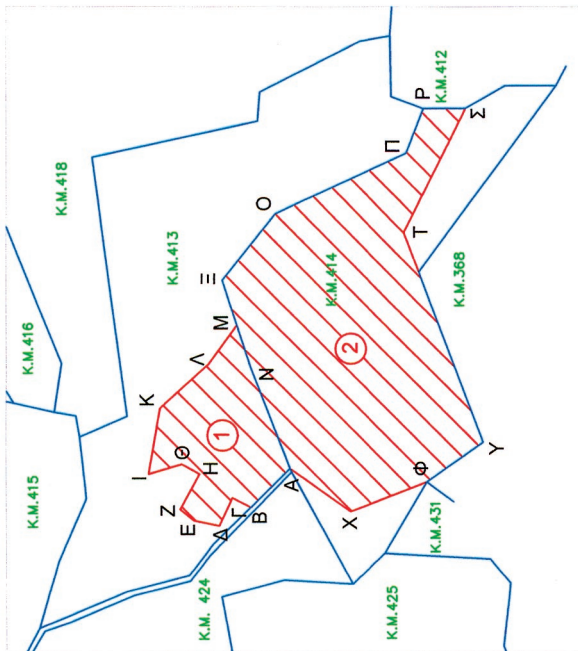 K.M.412
P
Σ
K.M.418
Π
O
T
K.M.413
Ξ
K.M.414
K.M.368
K.M.416
M
Λ
N
2
K
1
Θ
I
H
A
Y
Φ
K.M.415
Z
E
Δ
Γ
B
X
K.M.431
K.M. 424
K.M.425